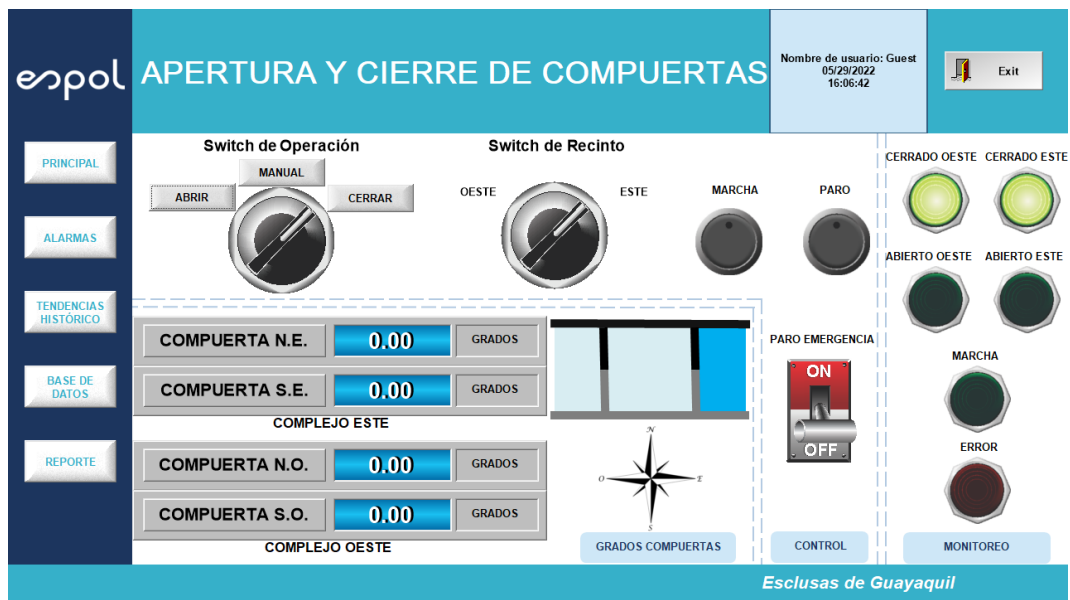 espol
APERTURA Y CIERRE DE COMPUERTAS
Nombre de usuario: Guest
05/29/2022
16:06:42
Exit
PRINCIPAL
ALARMAS
TENDENCIAS
HISTÓRICO
BASE DE
DATOS
REPORTE
Switch de Operación
ABRIR
MANUAL
CERRAR
Switch de Recinto
OESTE
ESTE
MARCHA
PARO
CERRADO OESTE
CERRADO ESTE
ABIERTO OESTE
ABIERTO ESTE
MARCHA
ERROR
MONITOREO
COMPUERTA N.E. 0.00 GRADOS
COMPUERTA S.E. 0.00 GRADOS
COMPLEJO ESTE
COMPUERTA N.O. 0.00 GRADOS
COMPUERTA S.O. 0.00 GRADOS
COMPLEJO OESTE
N
O
E
S
GRADOS COMPUERTAS
PARO EMERGENCIA
ON
OFF
CONTROL
Esclusas de Guayaquil